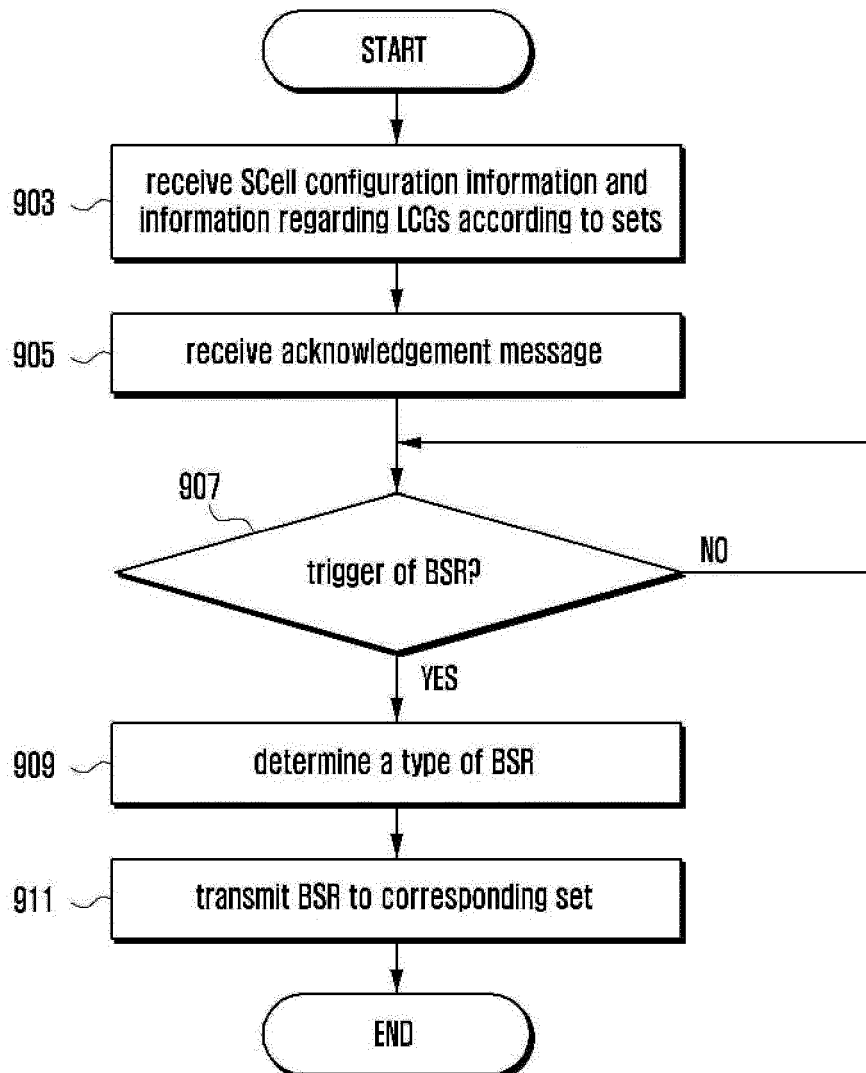 START
903
receive SCell configuration information and
information regarding LCGs according to sets
905
receive acknowledgement message
907
trigger of BSR?
NO
YES
909
determine a type of BSR
911
transmit BSR to corresponding set
END